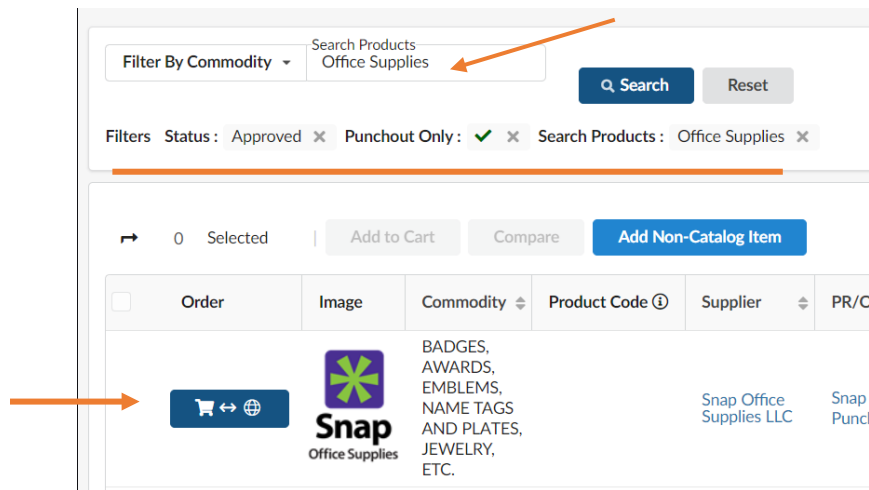 Search Products
Filter By Commodity Office Supplies
Search Reset
Filters Status : Approved Punchout Only : Search Products : Office Supplies
0 Selected | Add to Cart Compare Add Non-Catalog Item
Order Image Commodity Product Code Supplier PR/C
BADGES,
AWARDS,
EMBLEMS,
NAME TAGS
AND PLATES,
JEWELRY,
ETC.
Snap
Office Supplies
Snap Office
Supplies LLC
Snap
Punch